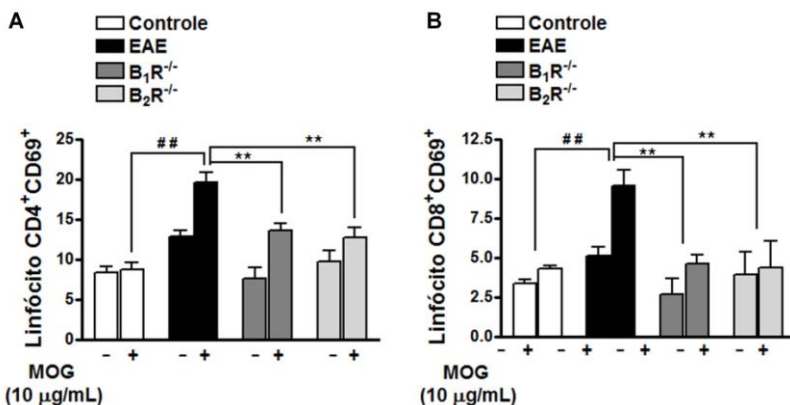 A
Controle
EAE
B₁R⁻/⁻
B₂R⁻/⁻
Linfócito CD4⁺CD69⁺
25
20
15
10
5
0
##
**
**
− + − + − + − +
MOG
(10 µg/mL)
B
Controle
EAE
B₁R⁻/⁻
B₂R⁻/⁻
Linfócito CD8⁺CD69⁺
12.5
10.0
7.5
5.0
2.5
0.0
##
**
**
− + − + − + − + − +
MOG
(10 µg/mL)